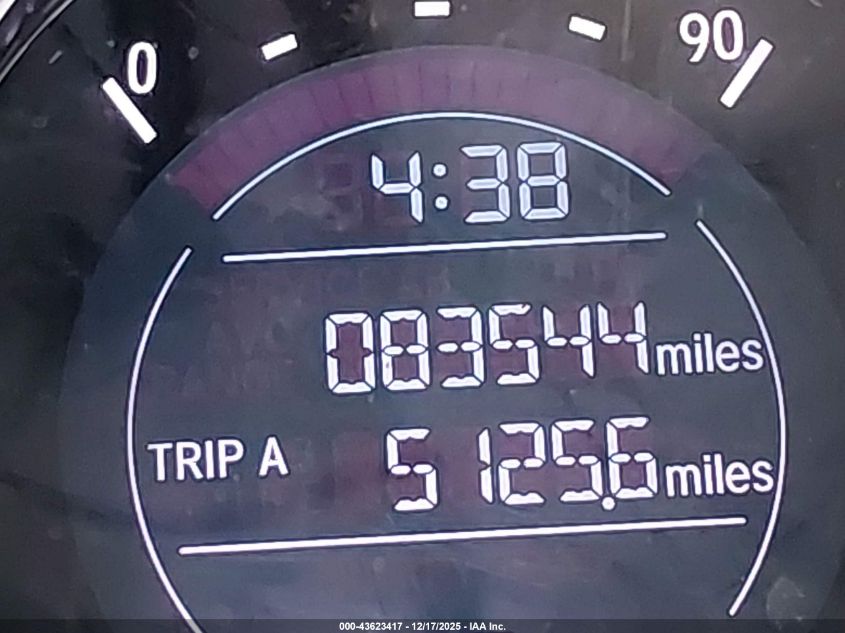 0 90
4:38
083544 miles
TRIP A 5125.6 miles
000-43623417 - 12/17/2025 - IAA Inc.